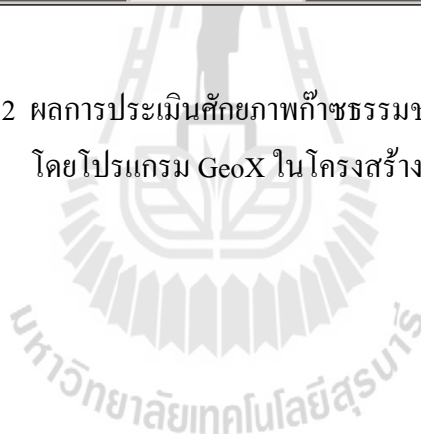 2 ผลการประเมินศักยภาพก๊าซธรรมช
โดยโปรแกรม GeoX ในโครงสร้าง
มหาวิทยาลัยเทคโนโลยีสุรนารี